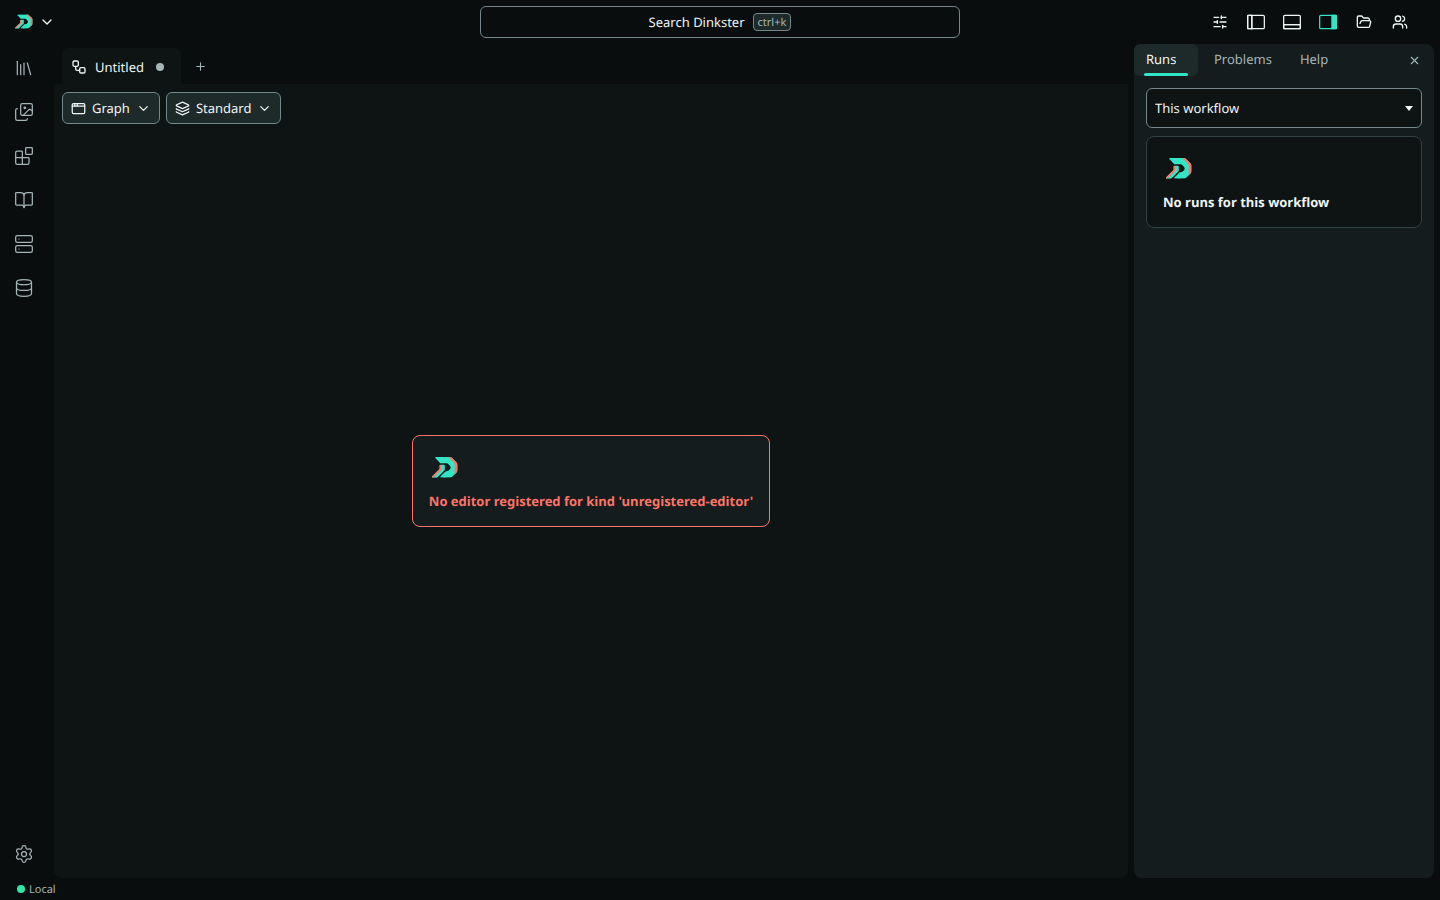 Search Dinkster ctrl+k
Untitled
Runs Problems Help
Graph Standard
This workflow
No runs for this workflow
No editor registered for kind 'unregistered-editor'
Local